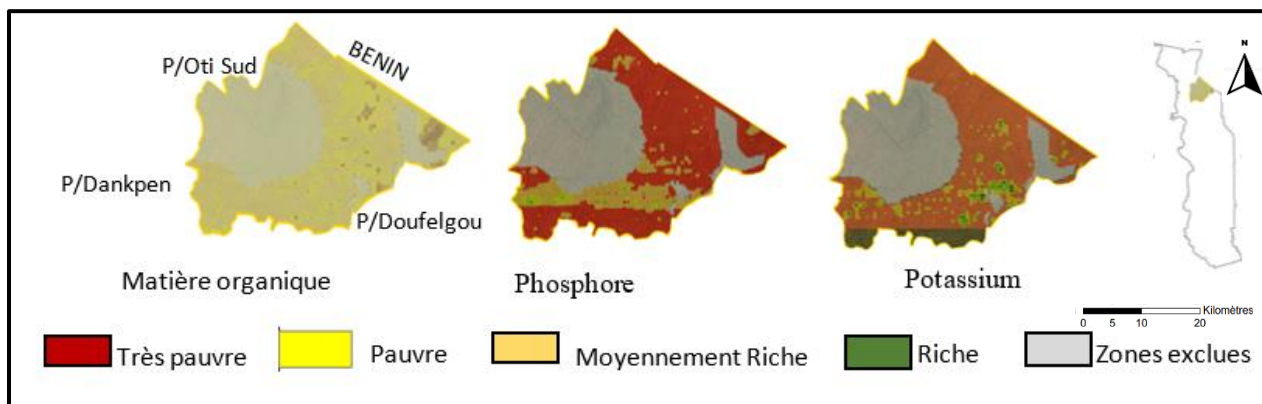 P/Oti Sud
BENIN
P/Dankpen
P/Doufelgou
N
Matière organique
Phosphore
Potassium
Kilomètres
0 5 10 20
Très pauvre
Pauvre
Moyennement Riche
Riche
Zones exclues